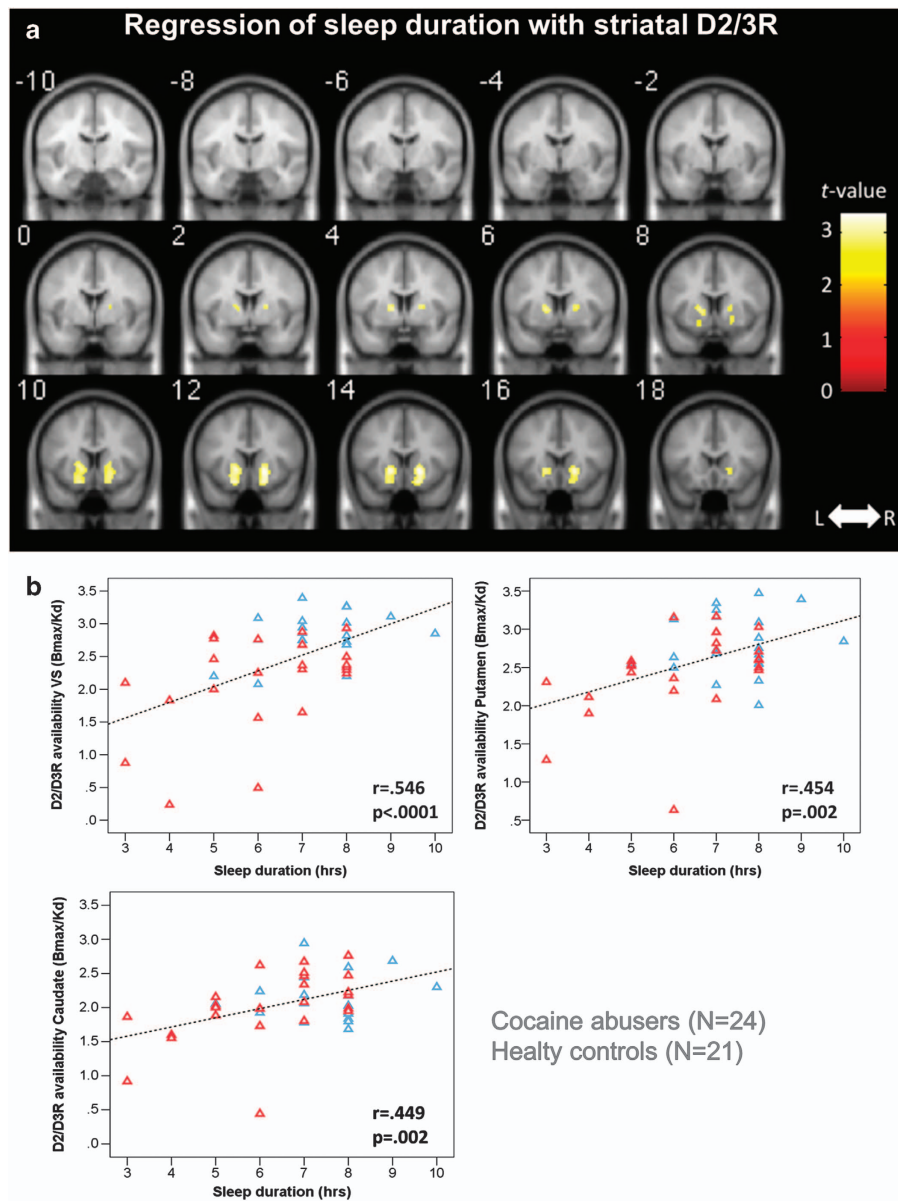 a
Regression of sleep duration with striatal D2/3R
-10 -8 -6 -4 -2
t-value
0 2 4 6 8
3
2
1
0
10 12 14 16 18
L R
b
D2/D3R availability VS (Bmax/Kd)
3.5
3.0
2.5
2.0
1.5
1.0
.5
.0
r=.546
p<.0001
3 4 5 6 7 8 9 10
Sleep duration (hrs)
D2/D3R availability Putamen (Bmax/Kd)
3.5
3.0
2.5
2.0
1.5
1.0
.5
r=.454
p=.002
3 4 5 6 7 8 9 10
Sleep duration (hrs)
D2/D3R availability Caudate (Bmax/Kd)
3.5
3.0
2.5
2.0
1.5
1.0
.5
.0
r=.449
p=.002
3 4 5 6 7 8 9 10
Sleep duration (hrs)
Cocaine abusers (N=24)
Healty controls (N=21)